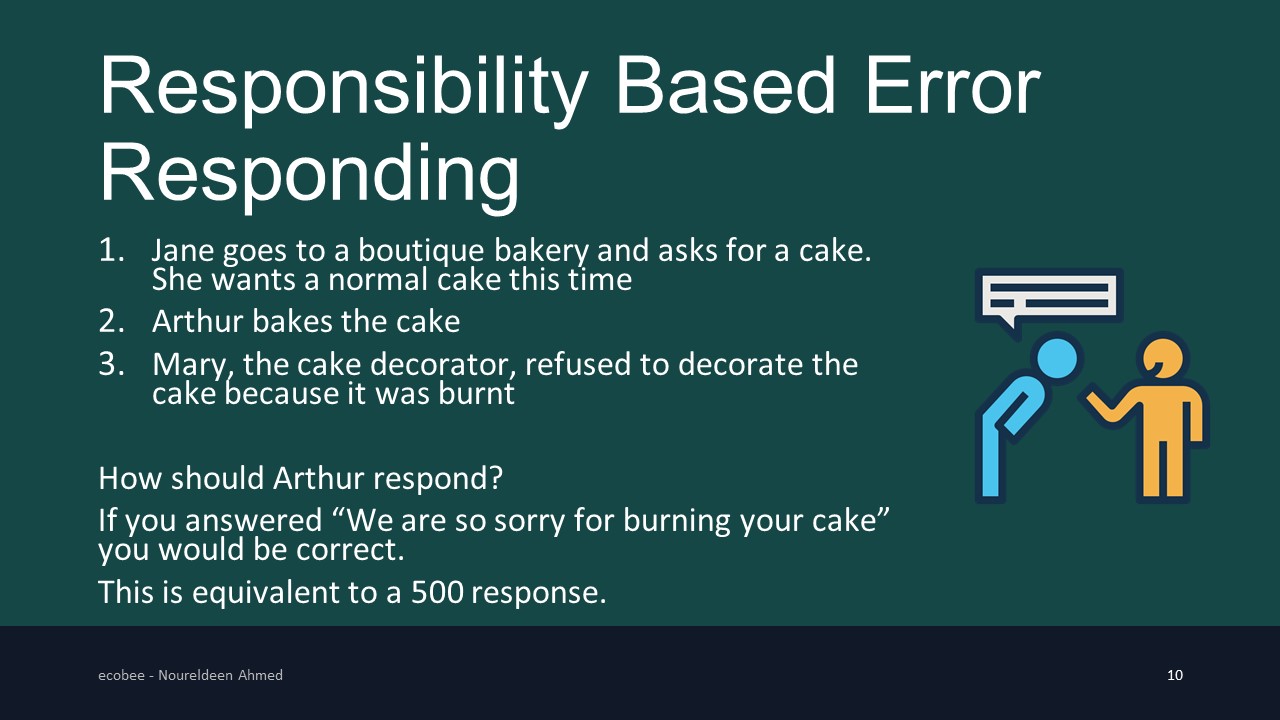 Responsibility Based Error
Responding
1. Jane goes to a boutique bakery and asks for a cake.
She wants a normal cake this time
2. Arthur bakes the cake
3. Mary, the cake decorator, refused to decorate the
cake because it was burnt
How should Arthur respond?
If you answered “We are so sorry for burning your cake”
you would be correct.
This is equivalent to a 500 response.
ecobee - Noureldeen Ahmed
10